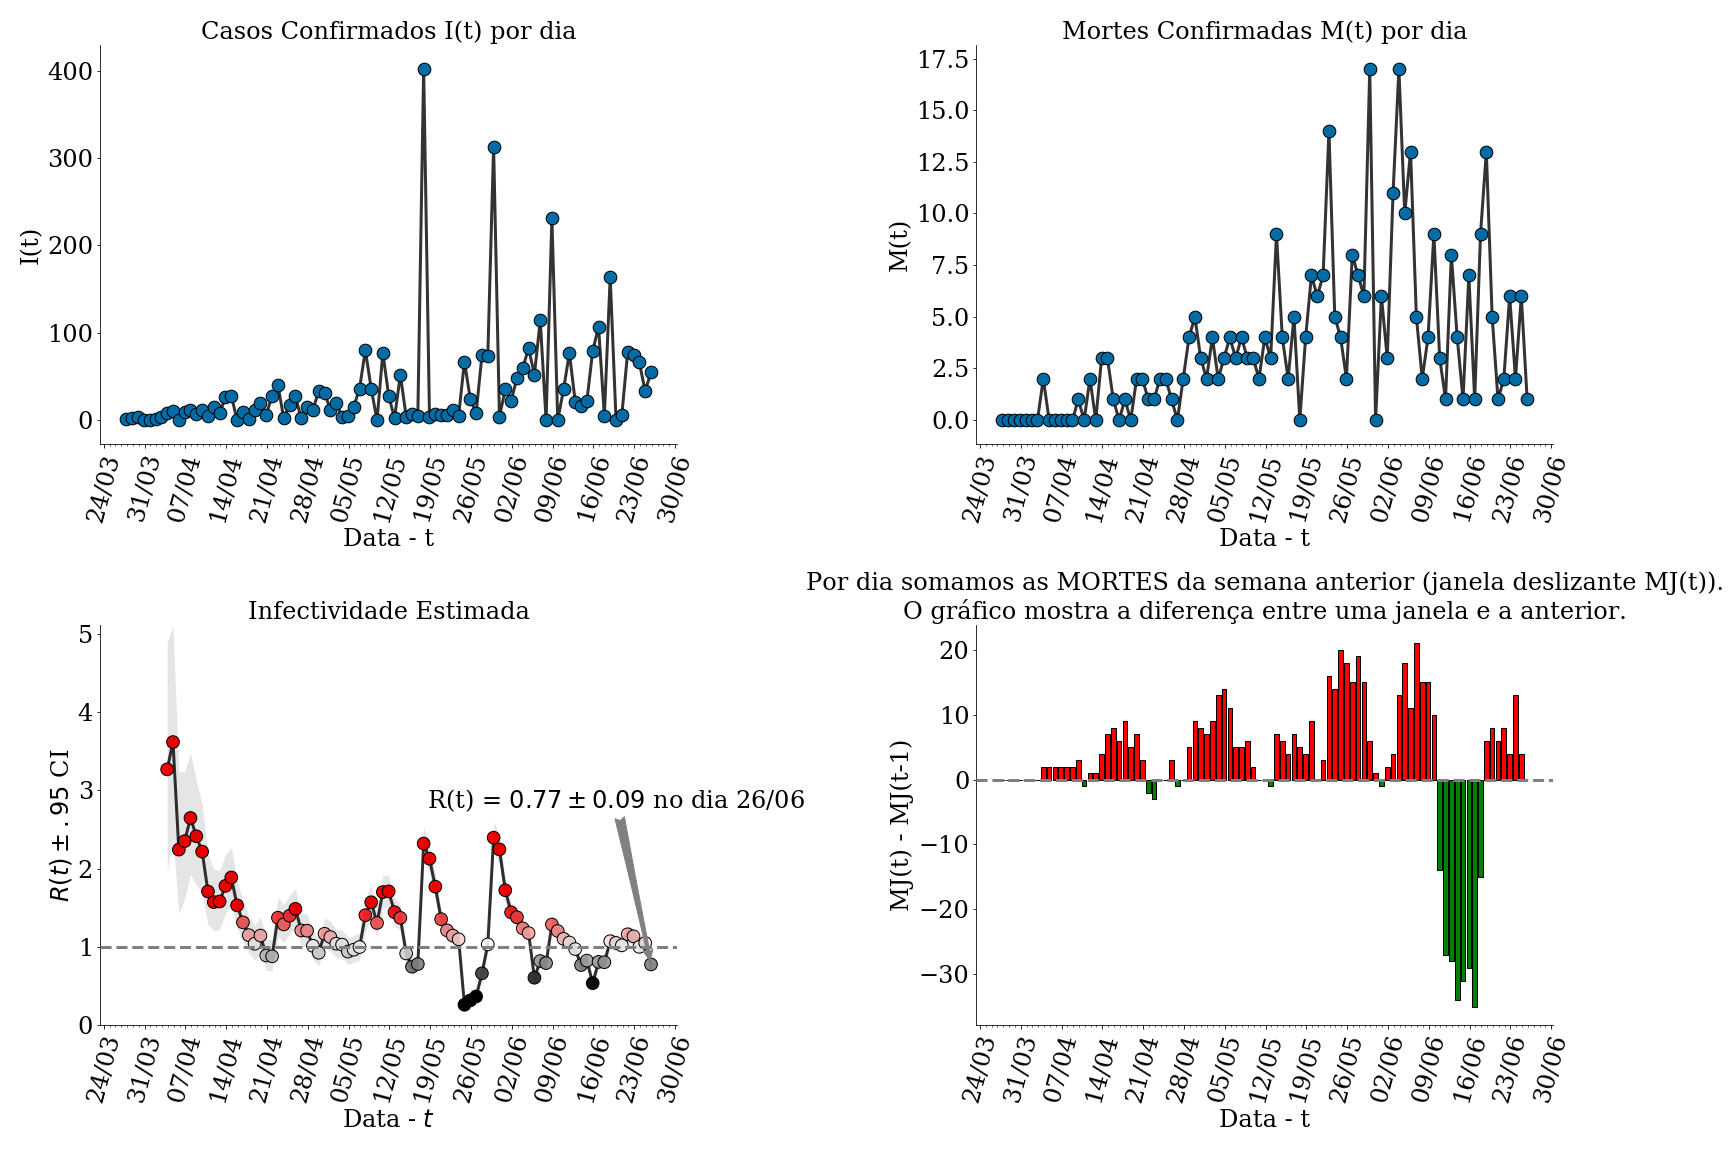 Casos Confirmados I(t) por dia
I(t)
400
300
200
100
0
24/03 31/03 07/04 14/04 21/04 28/04 05/05 12/05 19/05 26/05 02/06 09/06 16/06 23/06 30/06
Data - t
Mortes Confirmadas M(t) por dia
M(t)
17.5
15.0
12.5
10.0
7.5
5.0
2.5
0.0
24/03 31/03 07/04 14/04 21/04 28/04 05/05 12/05 19/05 26/05 02/06 09/06 16/06 23/06 30/06
Data - t
Infectividade Estimada
R(t) ± .95 CI
5
4
3
2
1
0
R(t) = 0.77 ± 0.09 no dia 26/06
24/03 31/03 07/04 14/04 21/04 28/04 05/05 12/05 19/05 26/05 02/06 09/06 16/06 23/06 30/06
Data - t
Por dia somamos as MORTES da semana anterior (janela deslizante MJ(t)).
O gráfico mostra a diferença entre uma janela e a anterior.
MJ(t) - MJ(t-1)
20
10
0
−10
−20
−30
24/03 31/03 07/04 14/04 21/04 28/04 05/05 12/05 19/05 26/05 02/06 09/06 16/06 23/06 30/06
Data - t